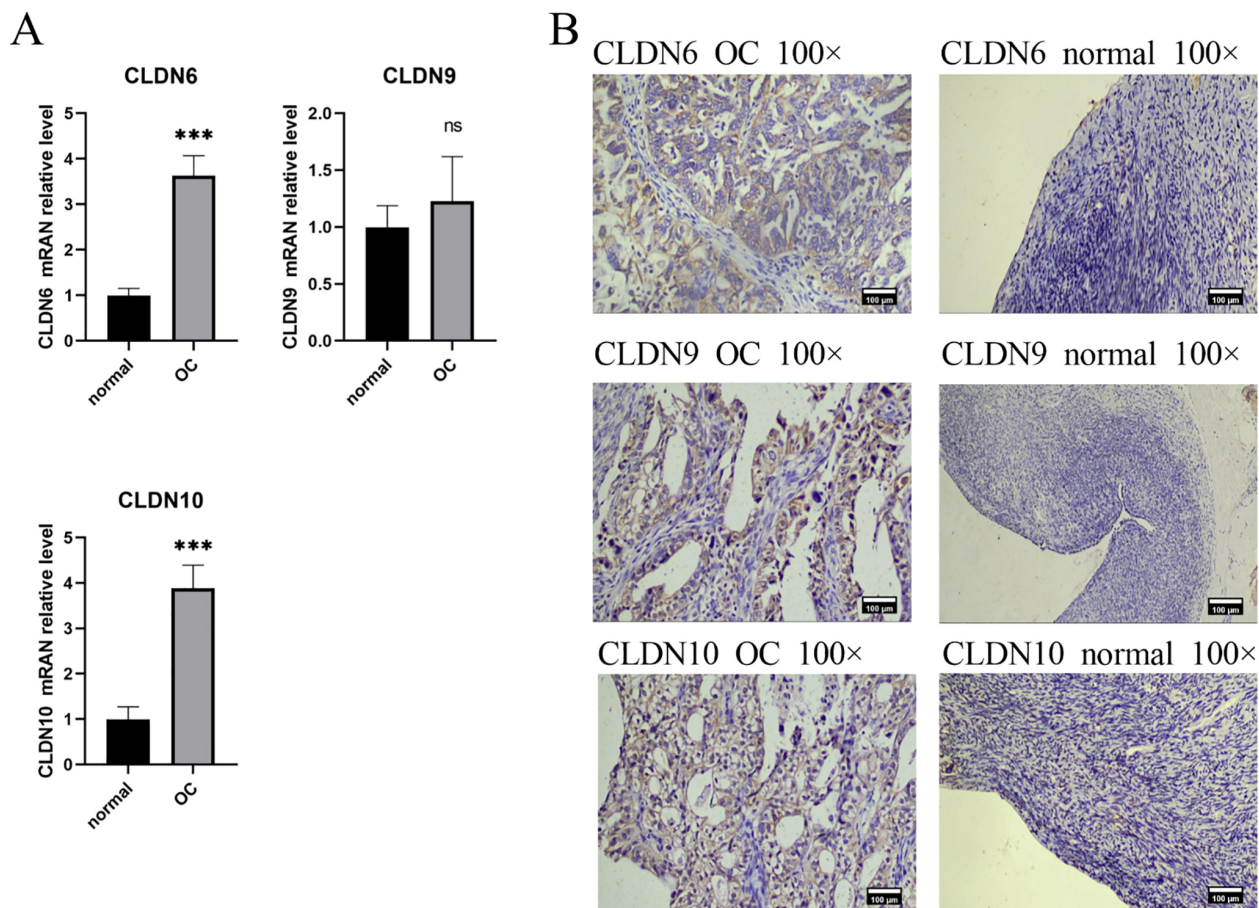 A
CLDN6
CLDN6 mRAN relative level
5
4
3
2
1
0
***
normal
OC
CLDN9
CLDN9 mRAN relative level
2.0
1.5
1.0
0.5
0.0
ns
normal
OC
CLDN10
CLDN10 mRAN relative level
5
4
3
2
1
0
***
normal
OC
B
CLDN6 OC 100×
100 μm
CLDN6 normal 100×
100 μm
CLDN9 OC 100×
100 μm
CLDN9 normal 100×
100 μm
CLDN10 OC 100×
100 μm
CLDN10 normal 100×
100 μm